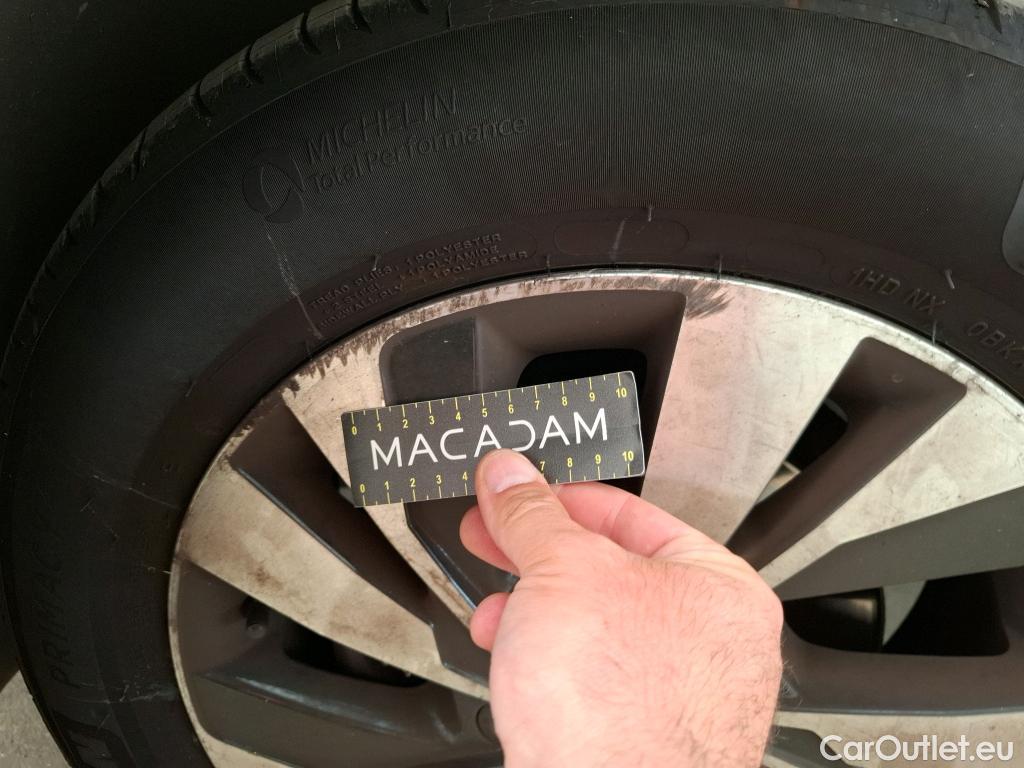 MICHELIN
Total Performance
TREAD PLIES: 1 POLYESTER
2 STEEL + 1 POLYAMIDE
SIDEWALL PLY: 1 POLYESTER
1HD NX
0BK
PRIMACY
0 1 2 3 4 5 6 7 8 9 10
MACADAM
0 1 2 3 4 7 8 9 10
CarOutlet.eu